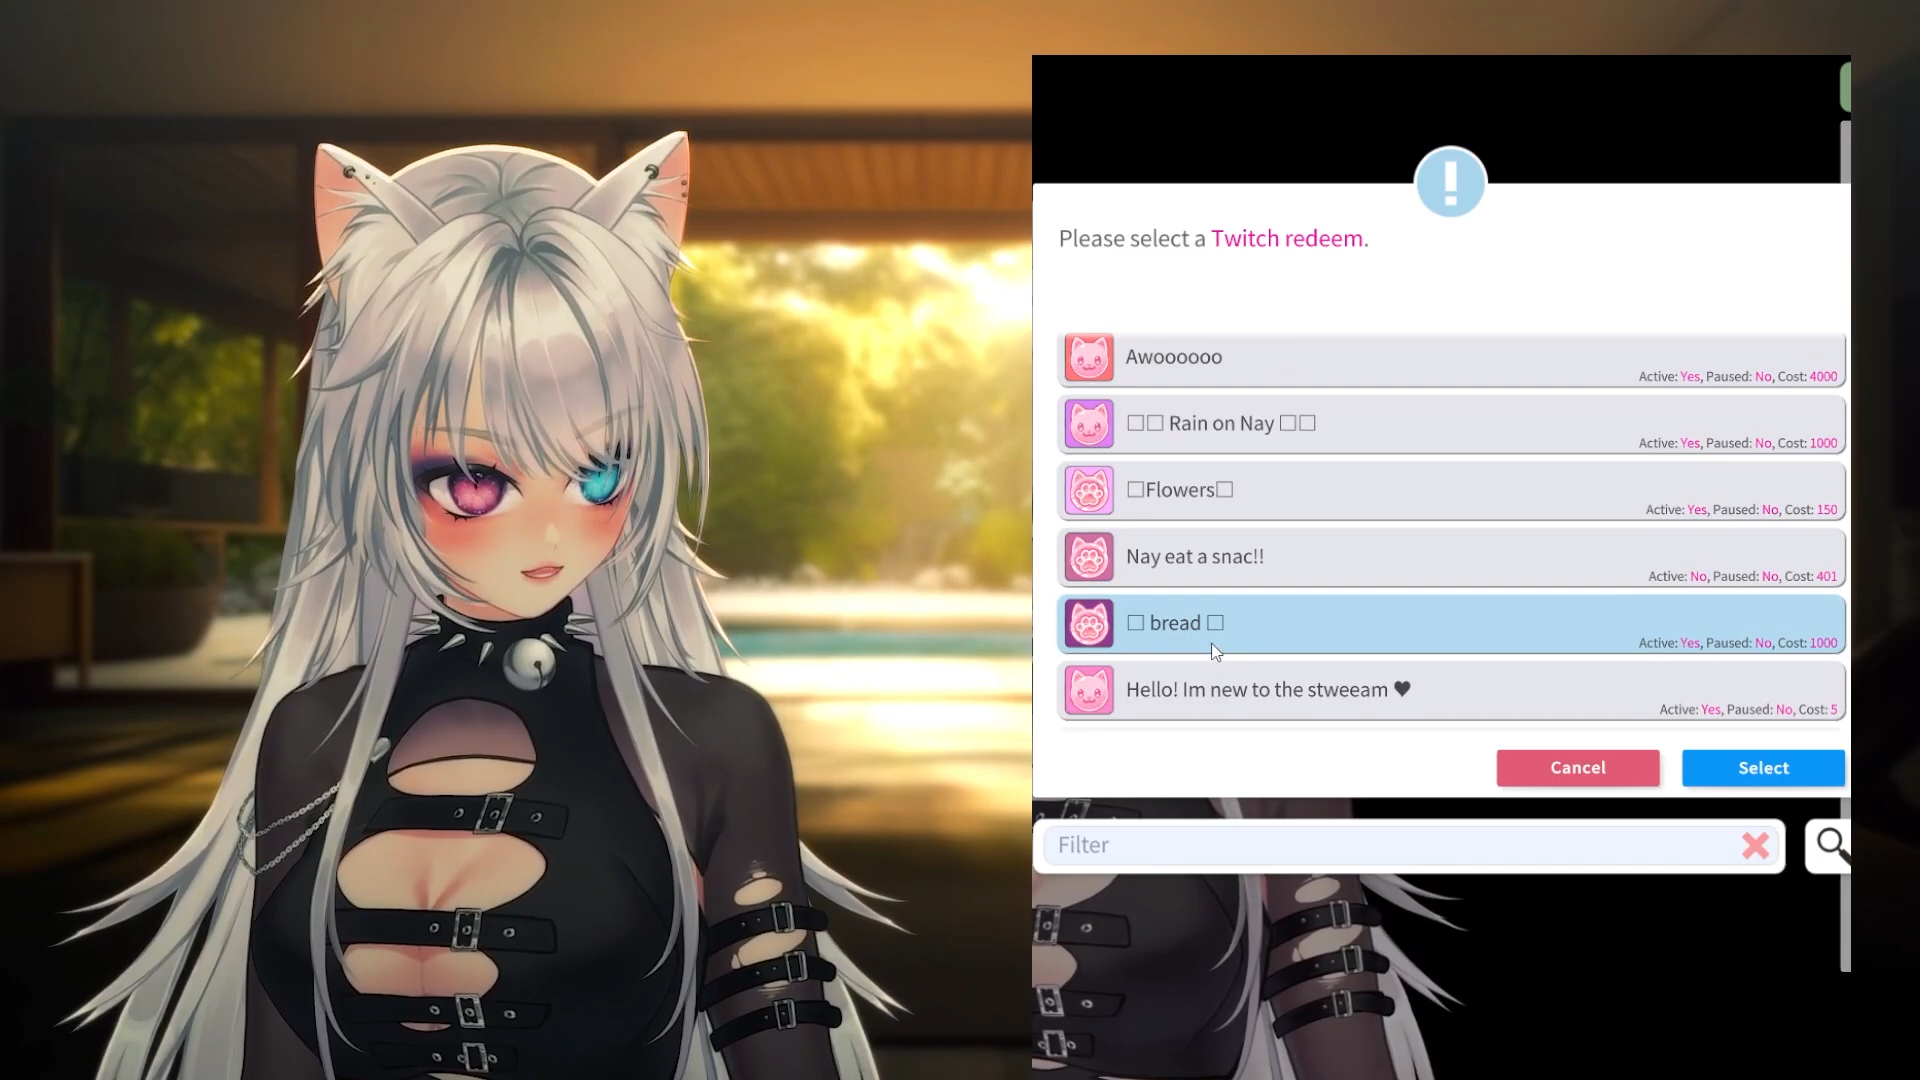 Please select a Twitch redeem.
Awoooooo
Active: Yes, Paused: No, Cost: 4000
□□ Rain on Nay □□
Active: Yes, Paused: No, Cost: 1000
□Flowers□
Active: Yes, Paused: No, Cost: 150
Nay eat a snac!!
Active: No, Paused: No, Cost: 401
□ bread □
Active: Yes, Paused: No, Cost: 1000
Hello! Im new to the stweeam ♥
Active: Yes, Paused: No, Cost: 5
Cancel
Select
Filter